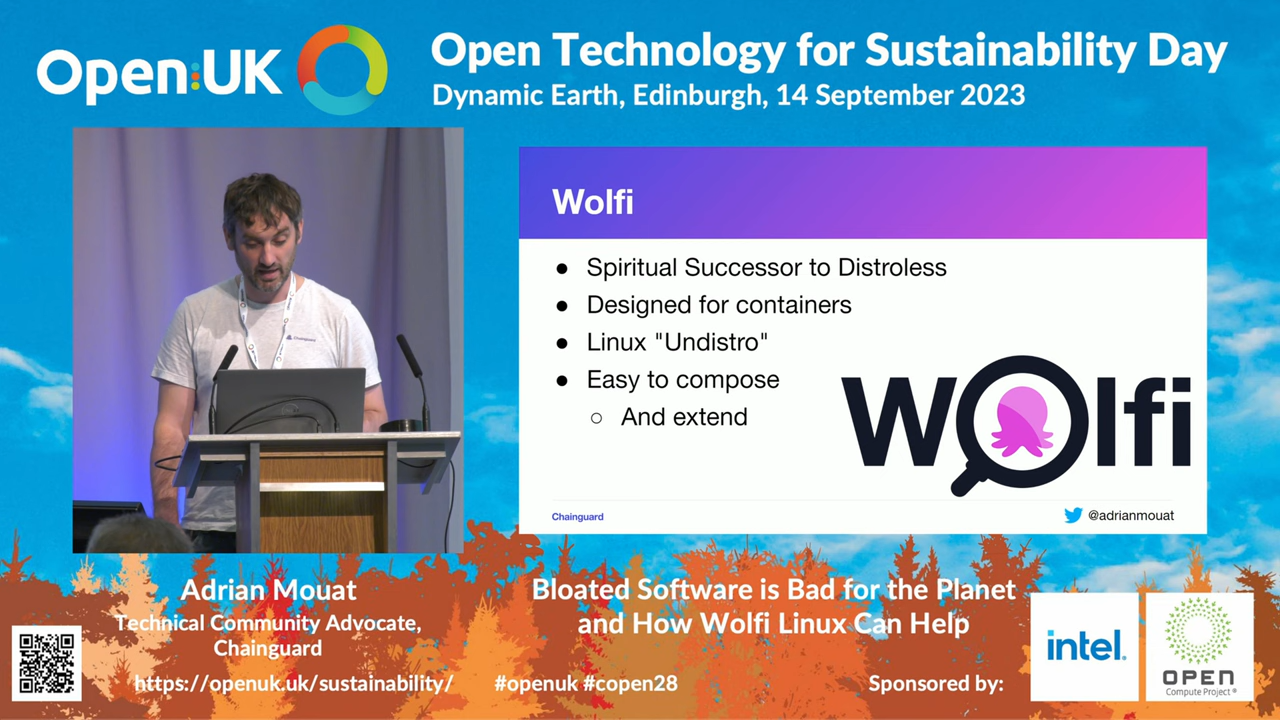 Open:UK
Open Technology for Sustainability Day
Dynamic Earth, Edinburgh, 14 September 2023
Wolfi
● Spiritual Successor to Distroless
● Designed for containers
● Linux "Undistro"
● Easy to compose
○ And extend
Wolfi
Chainguard
@adrianmouat
Chainguard
Adrian Mouat
Technical Community Advocate,
Chainguard
https://openuk.uk/sustainability/
Bloated Software is Bad for the Planet
and How Wolfi Linux Can Help
#openuk #copen28
Sponsored by:
intel.
OPEN
Compute Project®